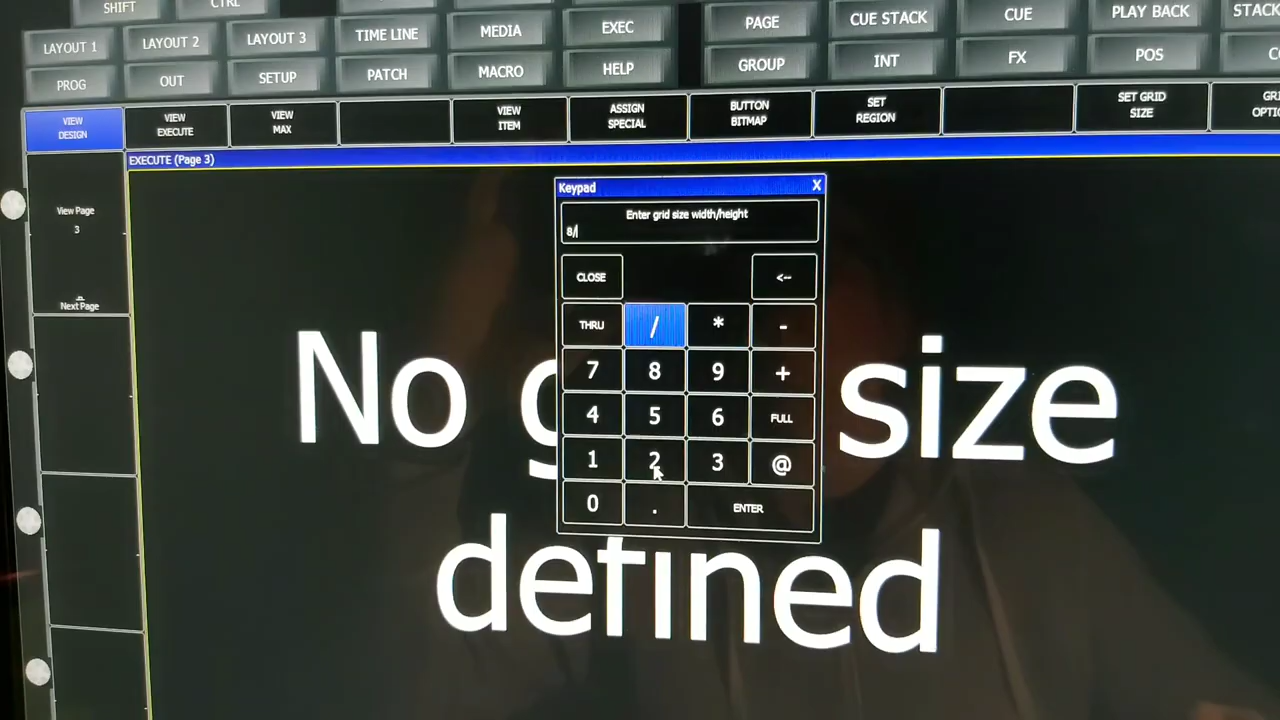 SHIFT
CTRL
LAYOUT 1
LAYOUT 2
LAYOUT 3
TIME LINE
MEDIA
EXEC
PAGE
CUE STACK
CUE
PLAY BACK
STACK
PROG
OUT
SETUP
PATCH
MACRO
HELP
GROUP
INT
FX
POS
VIEW
DESIGN
VIEW
EXECUTE
VIEW
MAX
VIEW
ITEM
ASSIGN
SPECIAL
BUTTON
BITMAP
SET
REGION
SET GRID
SIZE
EXECUTE (Page 3)
View Page
3
Next Page
Keypad
X
Enter grid size width/height
8/
CLOSE
<--
THRU
/
*
-
7
8
9
+
4
5
6
FULL
1
2
3
@
0
.
ENTER
No g
size
defined